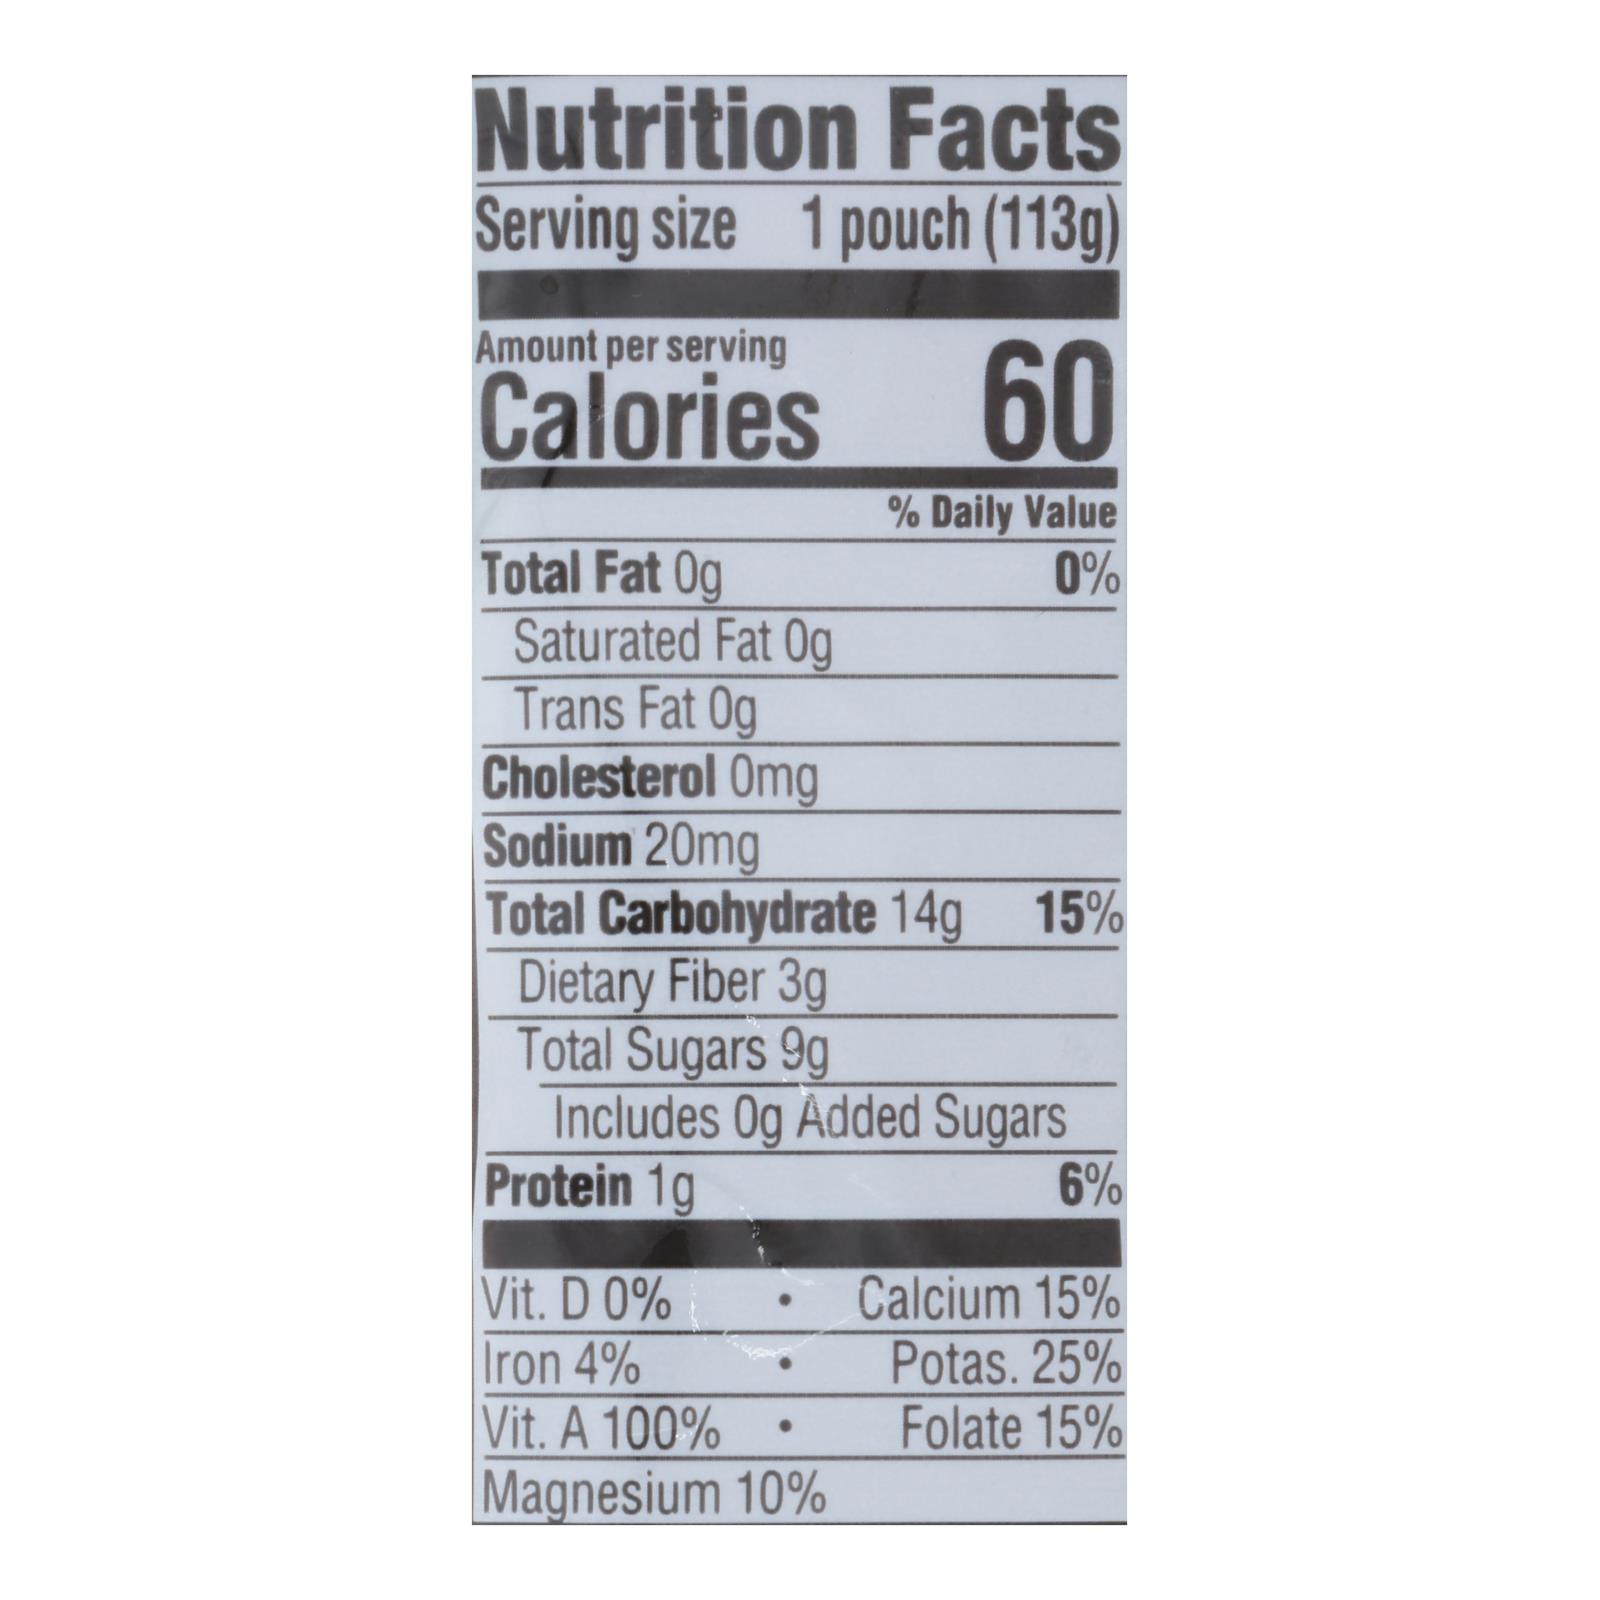 Nutrition Facts
Serving size 1 pouch (113g)
Amount per serving
Calories 60
% Daily Value
Total Fat 0g 0%
Saturated Fat 0g
Trans Fat 0g
Cholesterol 0mg
Sodium 20mg
Total Carbohydrate 14g 15%
Dietary Fiber 3g
Total Sugars 9g
Includes 0g Added Sugars
Protein 1g 6%
Vit. D 0% • Calcium 15%
Iron 4% • Potas. 25%
Vit. A 100% • Folate 15%
Magnesium 10%